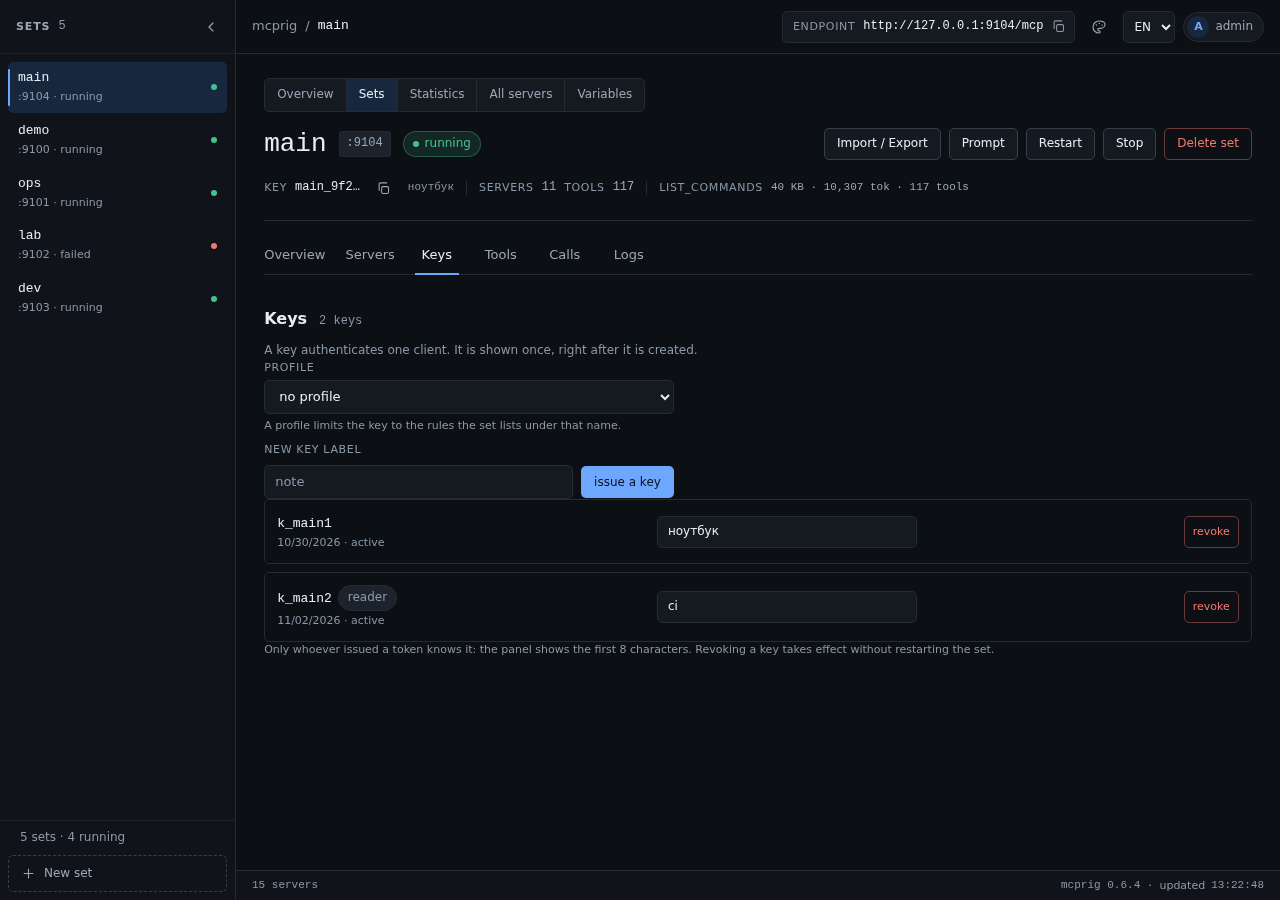 SETS 5
main
:9104 · running
demo
:9100 · running
ops
:9101 · running
lab
:9102 · failed
dev
:9103 · running
5 sets · 4 running
New set
mcprig / main
ENDPOINT http://127.0.0.1:9104/mcp
EN
A admin
Overview Sets Statistics All servers Variables
main :9104 running
Import / Export Prompt Restart Stop Delete set
KEY main_9f2… ноутбук SERVERS 11 TOOLS 117 LIST_COMMANDS 40 KB · 10,307 tok · 117 tools
Overview Servers Keys Tools Calls Logs
Keys 2 keys
A key authenticates one client. It is shown once, right after it is created.
PROFILE
no profile
A profile limits the key to the rules the set lists under that name.
NEW KEY LABEL
note issue a key
k_main1
10/30/2026 · active
ноутбук
revoke
k_main2 reader
11/02/2026 · active
ci
revoke
Only whoever issued a token knows it: the panel shows the first 8 characters. Revoking a key takes effect without restarting the set.
15 servers
mcprig 0.6.4 · updated 13:22:48